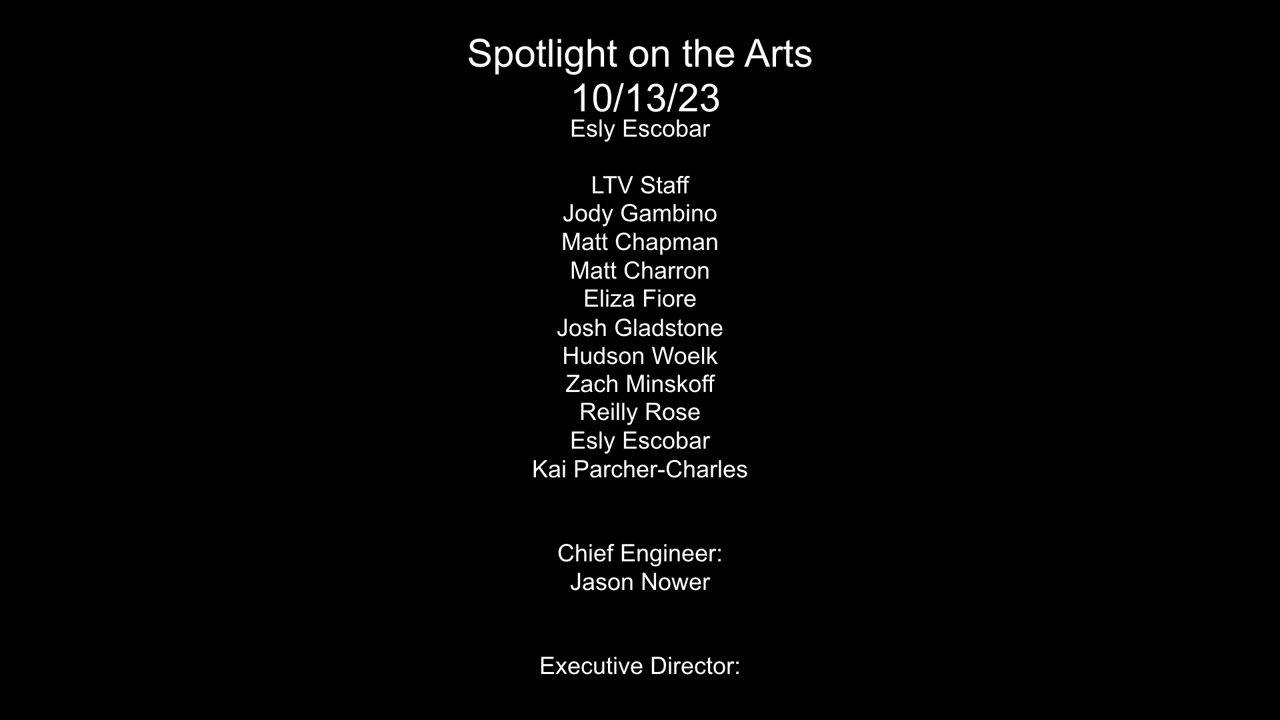 Spotlight on the Arts
10/13/23
Esly Escobar
LTV Staff
Jody Gambino
Matt Chapman
Matt Charron
Eliza Fiore
Josh Gladstone
Hudson Woelk
Zach Minskoff
Reilly Rose
Esly Escobar
Kai Parcher-Charles
Chief Engineer:
Jason Nower
Executive Director: